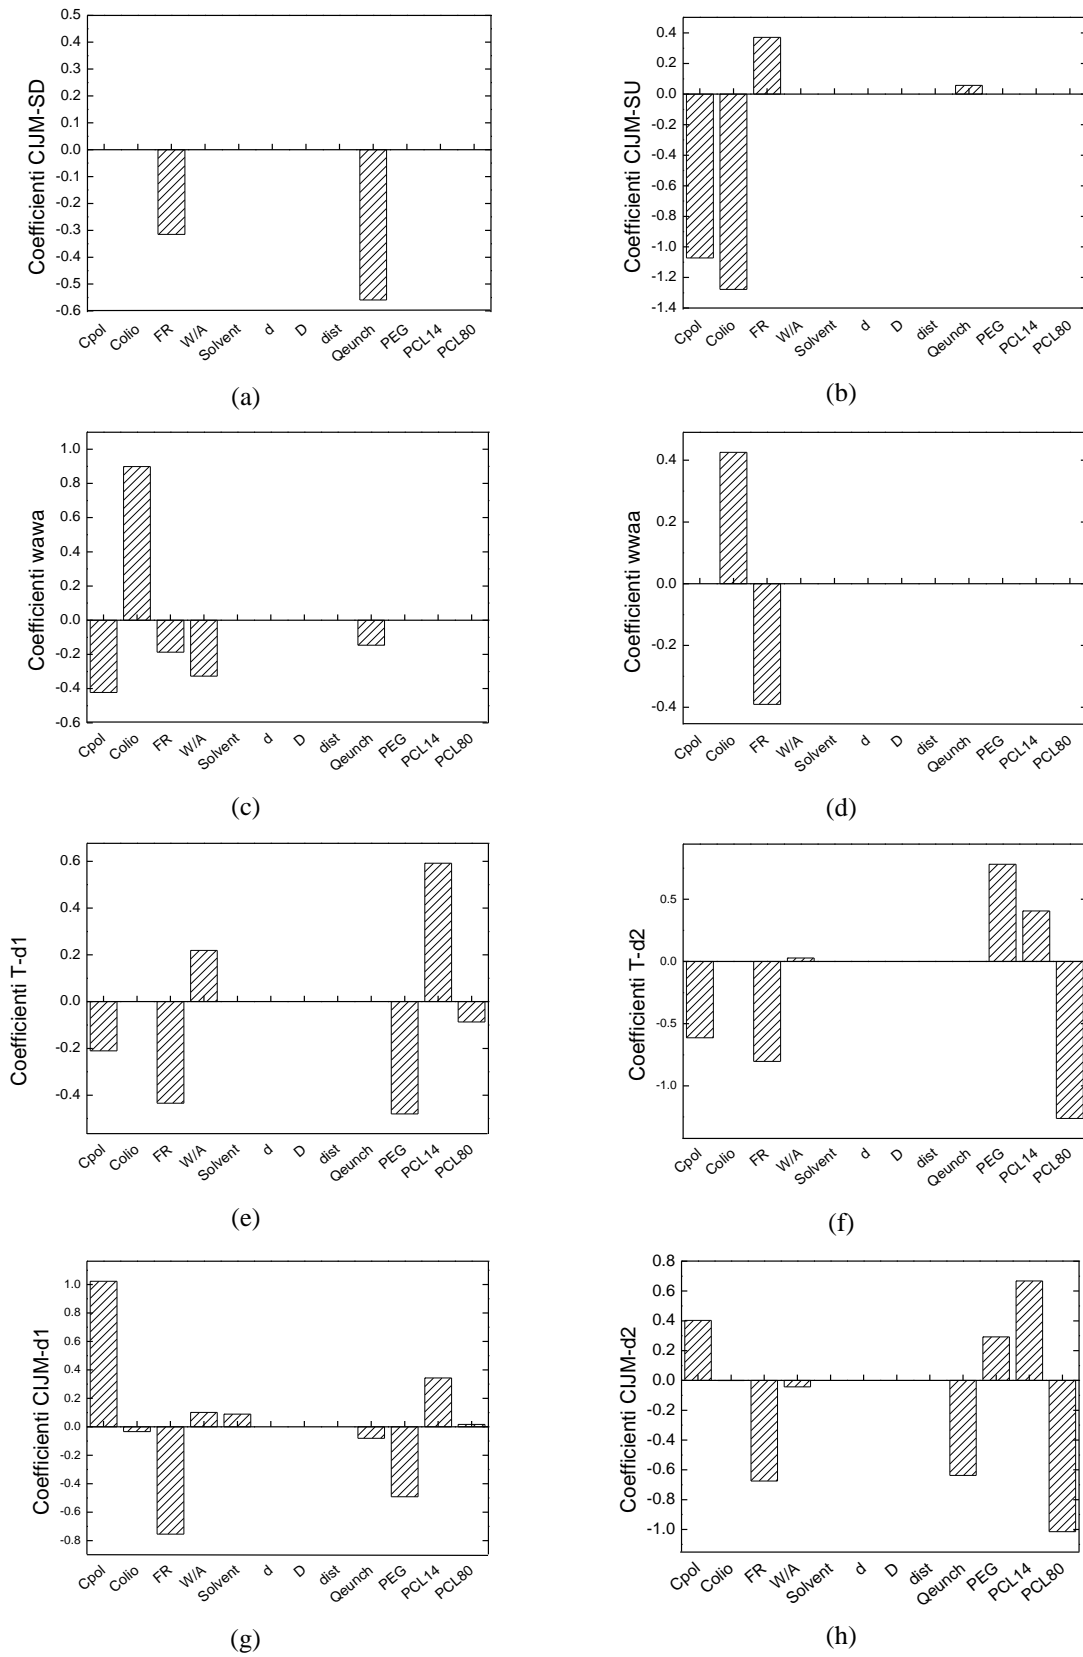 0.5
0.4
0.3
0.2
0.1
0.0
-0.1
-0.2
-0.3
-0.4
-0.5
-0.6
Coefficienti CIJM-SD
Cpol Colio FR W/A Solvent d D dist Qeunch PEG PCL14 PCL80
(a)
0.4
0.2
0.0
-0.2
-0.4
-0.6
-0.8
-1.0
-1.2
-1.4
Coefficienti CIJM-SU
Cpol Colio FR W/A Solvent d D dist Qeunch PEG PCL14 PCL80
(b)
1.0
0.8
0.6
0.4
0.2
0.0
-0.2
-0.4
-0.6
Coefficienti wawa
Cpol Colio FR W/A Solvent d D dist Qeunch PEG PCL14 PCL80
(c)
0.4
0.2
0.0
-0.2
-0.4
Coefficienti wwaa
Cpol Colio FR W/A Solvent d D dist Qeunch PEG PCL14 PCL80
(d)
0.6
0.4
0.2
0.0
-0.2
-0.4
Coefficienti T-d1
Cpol Colio FR W/A Solvent d D dist Qeunch PEG PCL14 PCL80
(e)
0.5
0.0
-0.5
-1.0
Coefficienti T-d2
Cpol Colio FR W/A Solvent d D dist Qeunch PEG PCL14 PCL80
(f)
1.0
0.8
0.6
0.4
0.2
0.0
-0.2
-0.4
-0.6
-0.8
Coefficienti CIJM-d1
Cpol Colio FR W/A Solvent d D dist Qeunch PEG PCL14 PCL80
(g)
0.8
0.6
0.4
0.2
0.0
-0.2
-0.4
-0.6
-0.8
-1.0
Coefficienti CIJM-d2
Cpol Colio FR W/A Solvent d D dist Qeunch PEG PCL14 PCL80
(h)